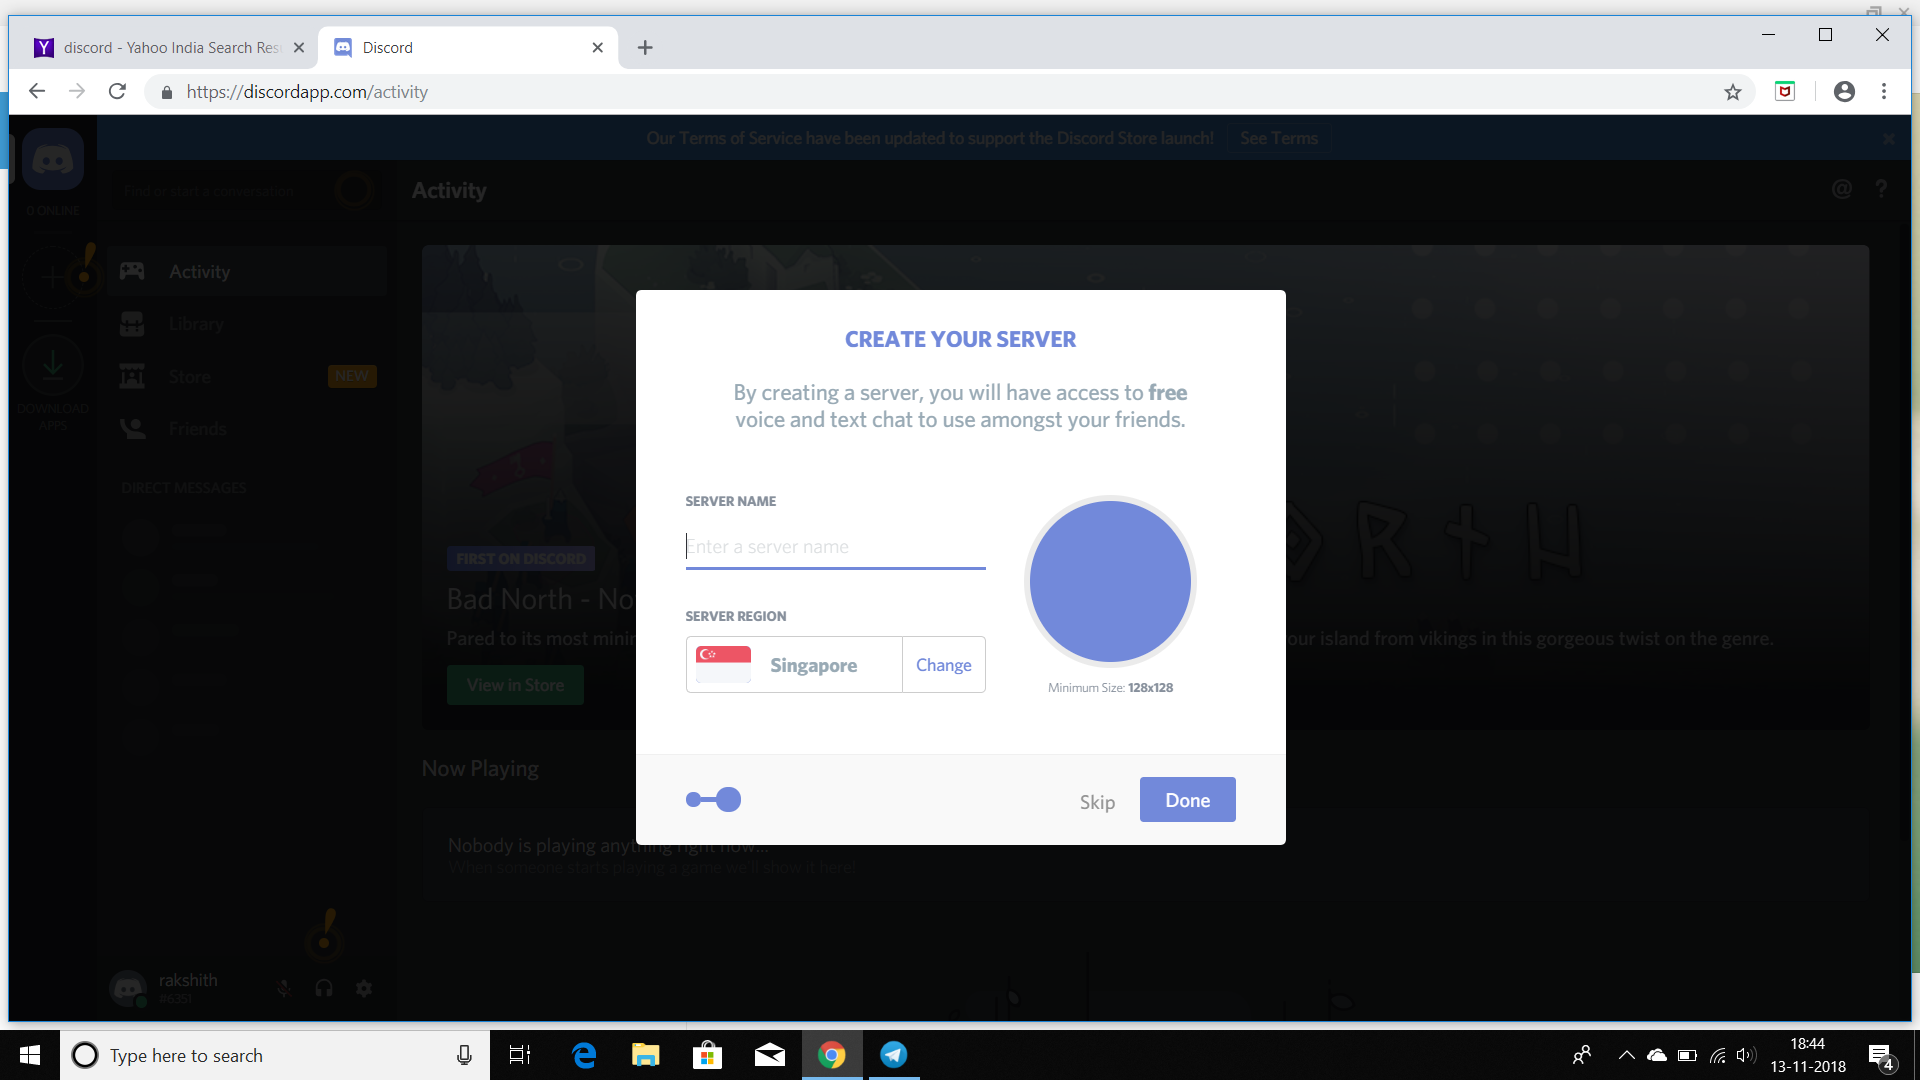 discord - Yahoo India Search Res
Discord
https://discordapp.com/activity
Our Terms of Service have been updated to support the Discord Store launch!
See Terms
Find or start a conversation
Activity
0 ONLINE
Activity
Library
Store
NEW
DOWNLOAD
APPS
Friends
DIRECT MESSAGES
CREATE YOUR SERVER
By creating a server, you will have access to free
voice and text chat to use amongst your friends.
SERVER NAME
Enter a server name
SERVER REGION
Singapore
Change
Minimum Size: 128x128
Skip
Done
FIRST ON DISCORD
Bad North - No
Pared to its most mini
our island from vikings in this gorgeous twist on the genre.
View in Store
ORTH
Now Playing
Nobody is playing anything right now...
When someone starts playing a game we'll show it here!
rakshith
#6351
Type here to search
18:44
13-11-2018
4